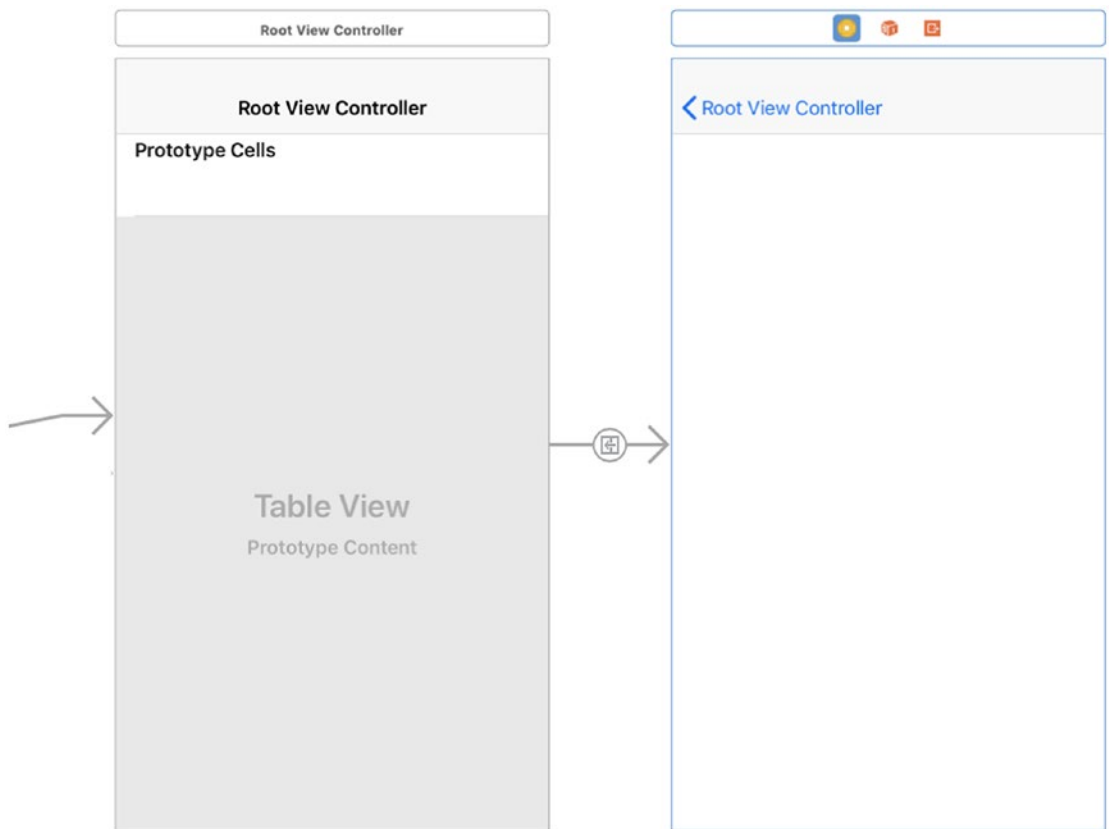 Root View Controller
Root View Controller
Prototype Cells
Table View
Prototype Content
Root View Controller